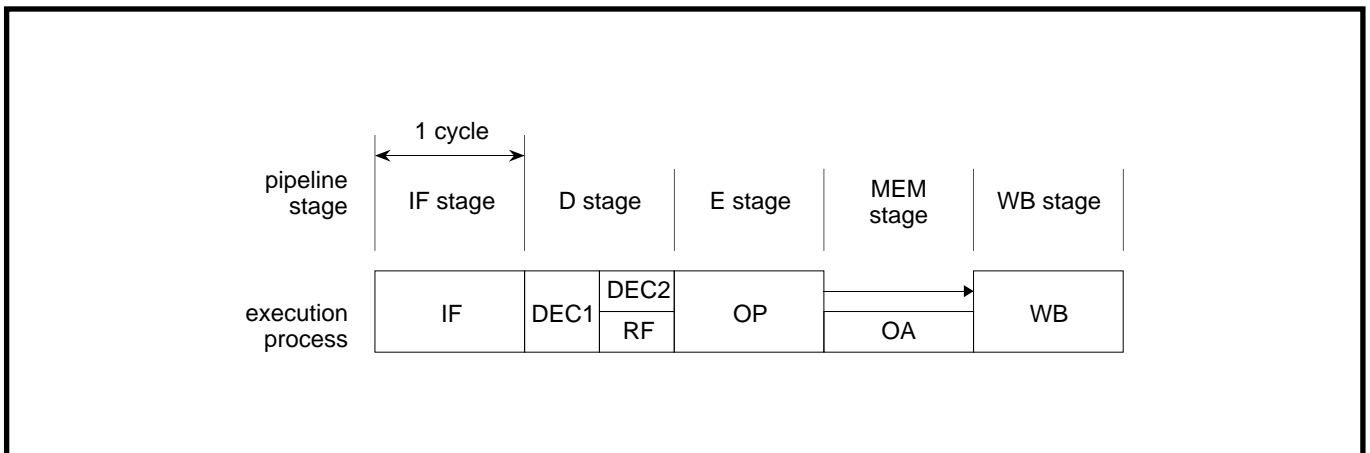 1 cycle
pipeline
stage
IF stage
D stage
E stage
MEM
stage
WB stage
execution
process
IF
DEC1
DEC2
RF
OP
OA
WB